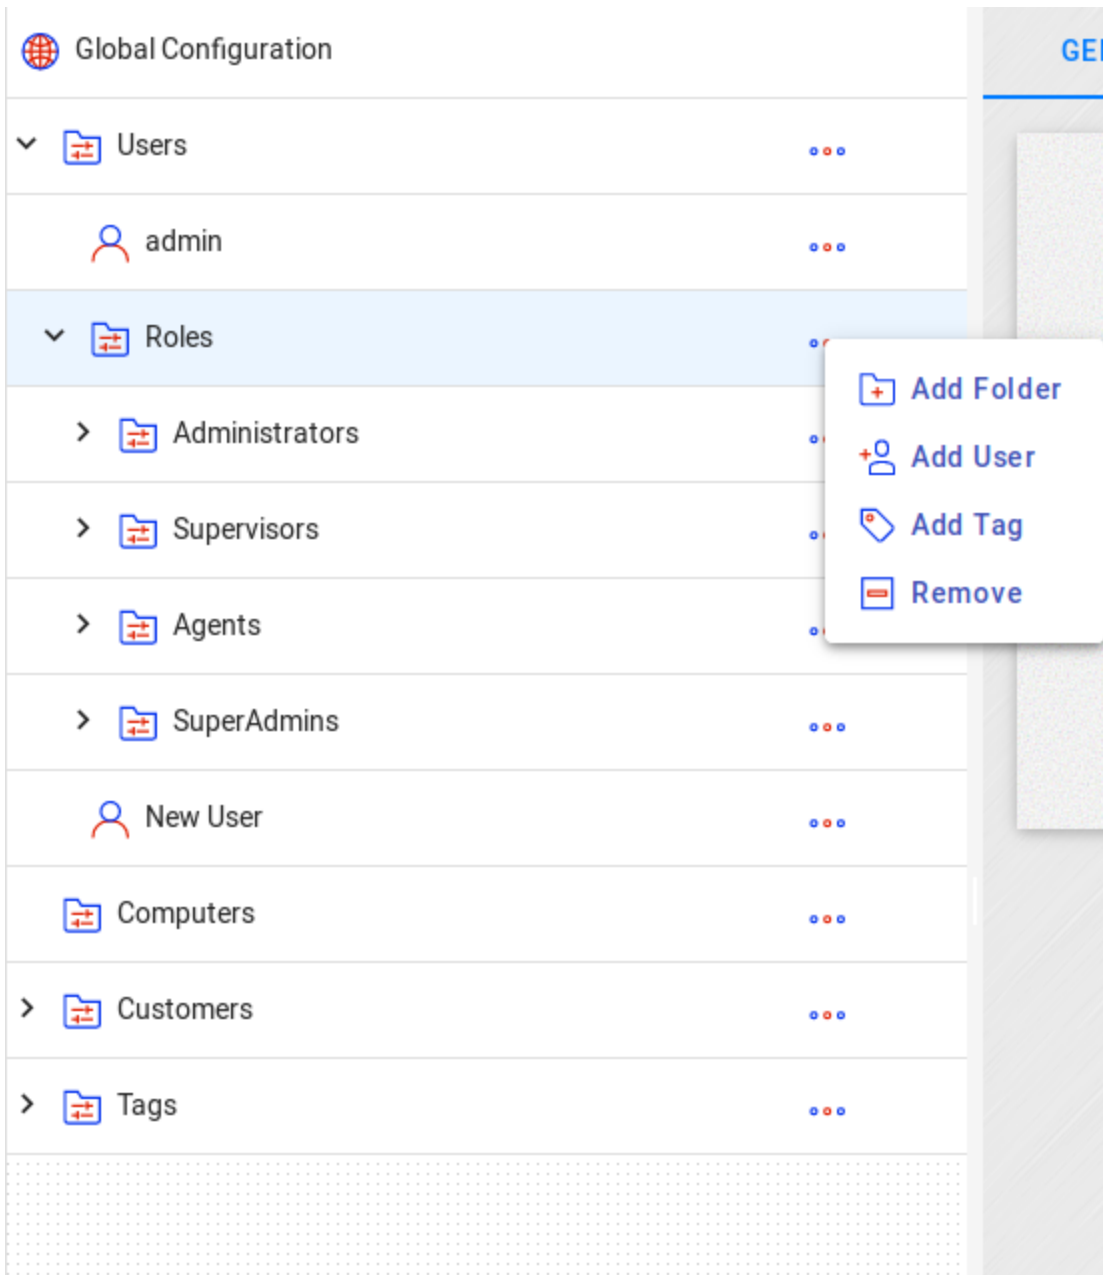 Global Configuration
Users
admin
Roles
Administrators
Supervisors
Agents
SuperAdmins
New User
Computers
Customers
Tags
Add Folder
Add User
Add Tag
Remove